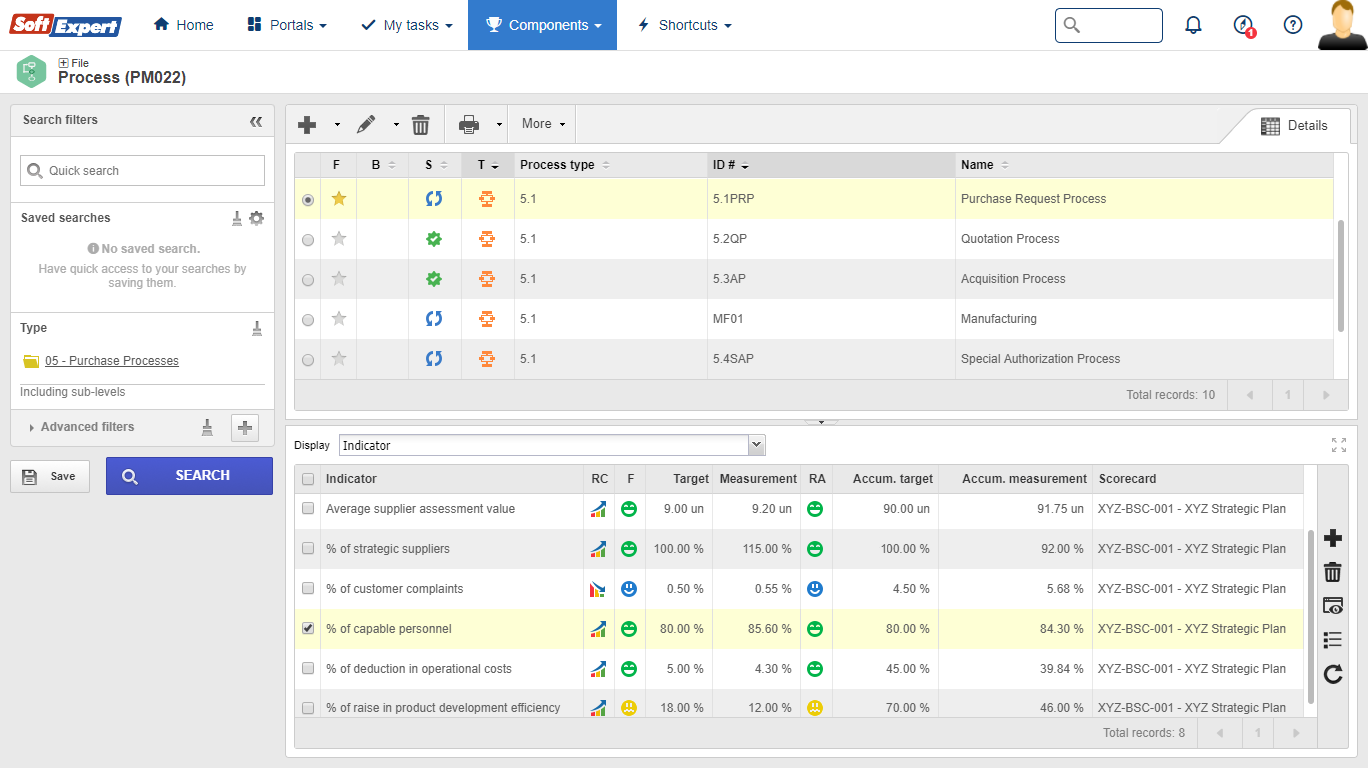 Soft Expert
Home
Portals
My tasks
Components
Shortcuts
1
File
Process (PM022)
Search filters
Quick search
Saved searches
No saved search.
Have quick access to your searches by
saving them.
Type
05 - Purchase Processes
Including sub-levels
Advanced filters
Save
SEARCH
More
Details
F B S T Process type ID # Name
5.1 5.1PRP Purchase Request Process
5.1 5.2QP Quotation Process
5.1 5.3AP Acquisition Process
5.1 MF01 Manufacturing
5.1 5.4SAP Special Authorization Process
Total records: 10 1
Display Indicator
Indicator RC F Target Measurement RA Accum. target Accum. measurement Scorecard
Average supplier assessment value 9.00 un 9.20 un 90.00 un 91.75 un XYZ-BSC-001 - XYZ Strategic Plan
% of strategic suppliers 100.00 % 115.00 % 100.00 % 92.00 % XYZ-BSC-001 - XYZ Strategic Plan
% of customer complaints 0.50 % 0.55 % 4.50 % 5.68 % XYZ-BSC-001 - XYZ Strategic Plan
% of capable personnel 80.00 % 85.60 % 80.00 % 84.30 % XYZ-BSC-001 - XYZ Strategic Plan
% of deduction in operational costs 5.00 % 4.30 % 45.00 % 39.84 % XYZ-BSC-001 - XYZ Strategic Plan
% of raise in product development efficiency 18.00 % 12.00 % 70.00 % 46.00 % XYZ-BSC-001 - XYZ Strategic Plan
Total records: 8 1